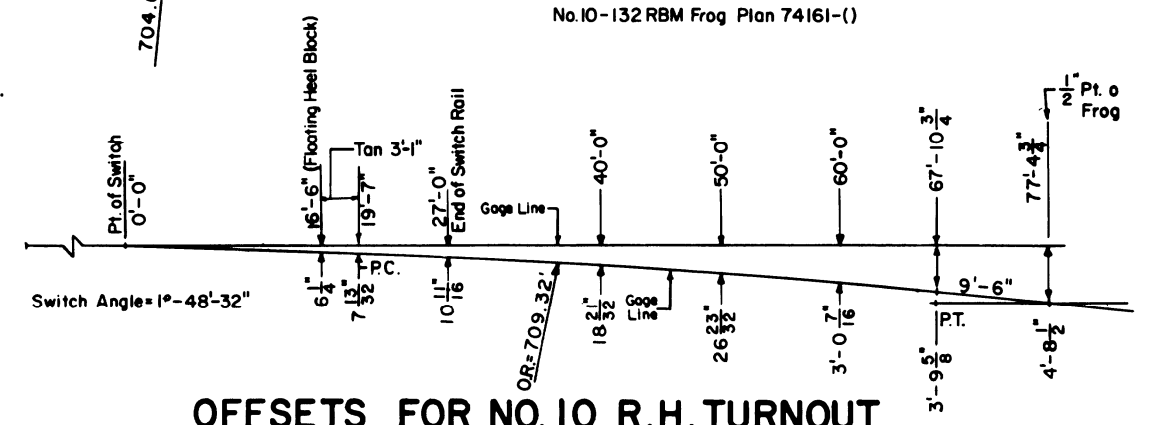 No. 10-132 RBM Frog Plan 74161-()
704.
Pt. of Switch
0'-0"
16'-6" (Floating Heel Block)
Tan 3'-1"
19'-7"
27'-0"
End of Switch Rail
Gage Line
40'-0"
50'-0"
60'-0"
67'-10 3/4"
77'-4 3/4"
1/2" Pt. o
Frog
Switch Angle = 1°-48'-32"
6 1/4"
7 13/32"
P.C.
10 11/16"
O.R.= 709.32'
18 21/32"
Gage
Line
26 23/32"
3'-0 7/16"
3'-9 5/8"
P.T.
9'-6"
4'-8 1/2"
OFFSETS FOR NO. 10 R.H. TURNOUT